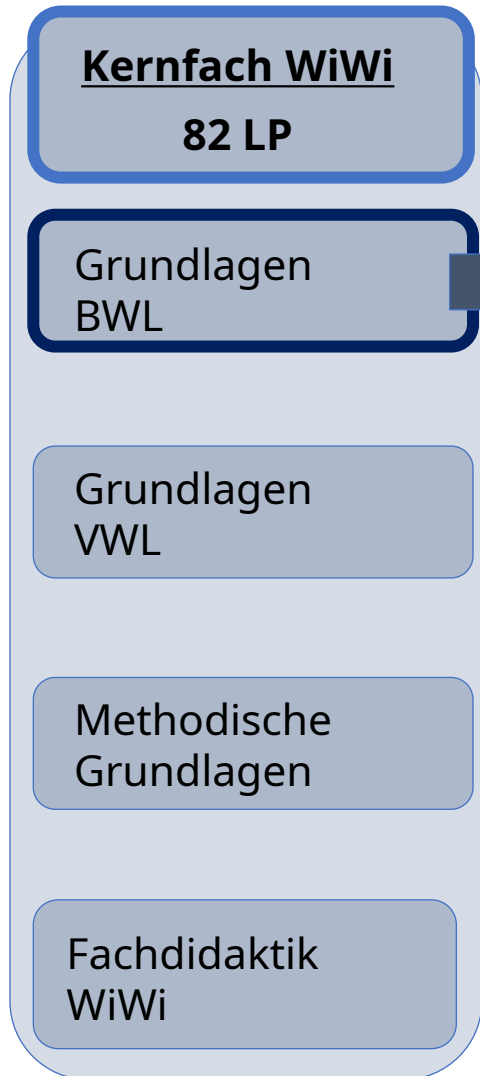 Kernfach WiWi
82 LP
Grundlagen
BWL
Grundlagen
VWL
Methodische
Grundlagen
Fachdidaktik
WiWi